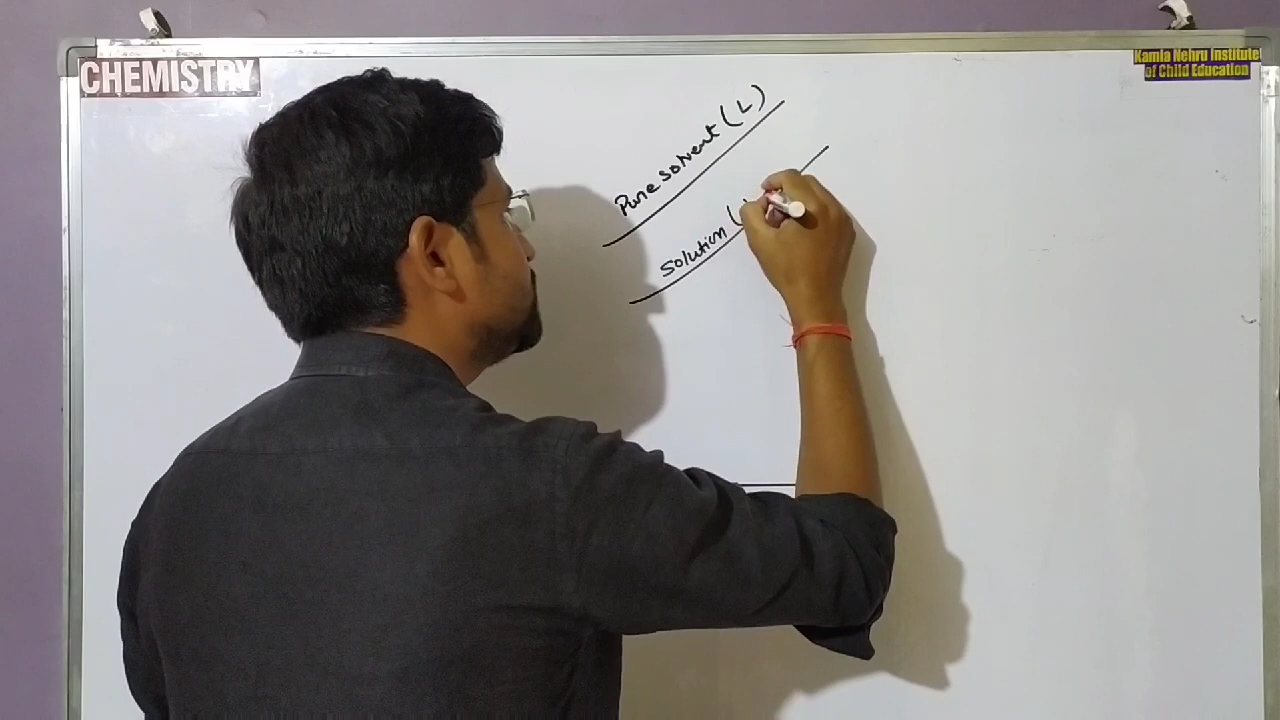 CHEMISTRY
Kamla Nehru Institute
of Child Education
Pure solvent (L)
Solution (